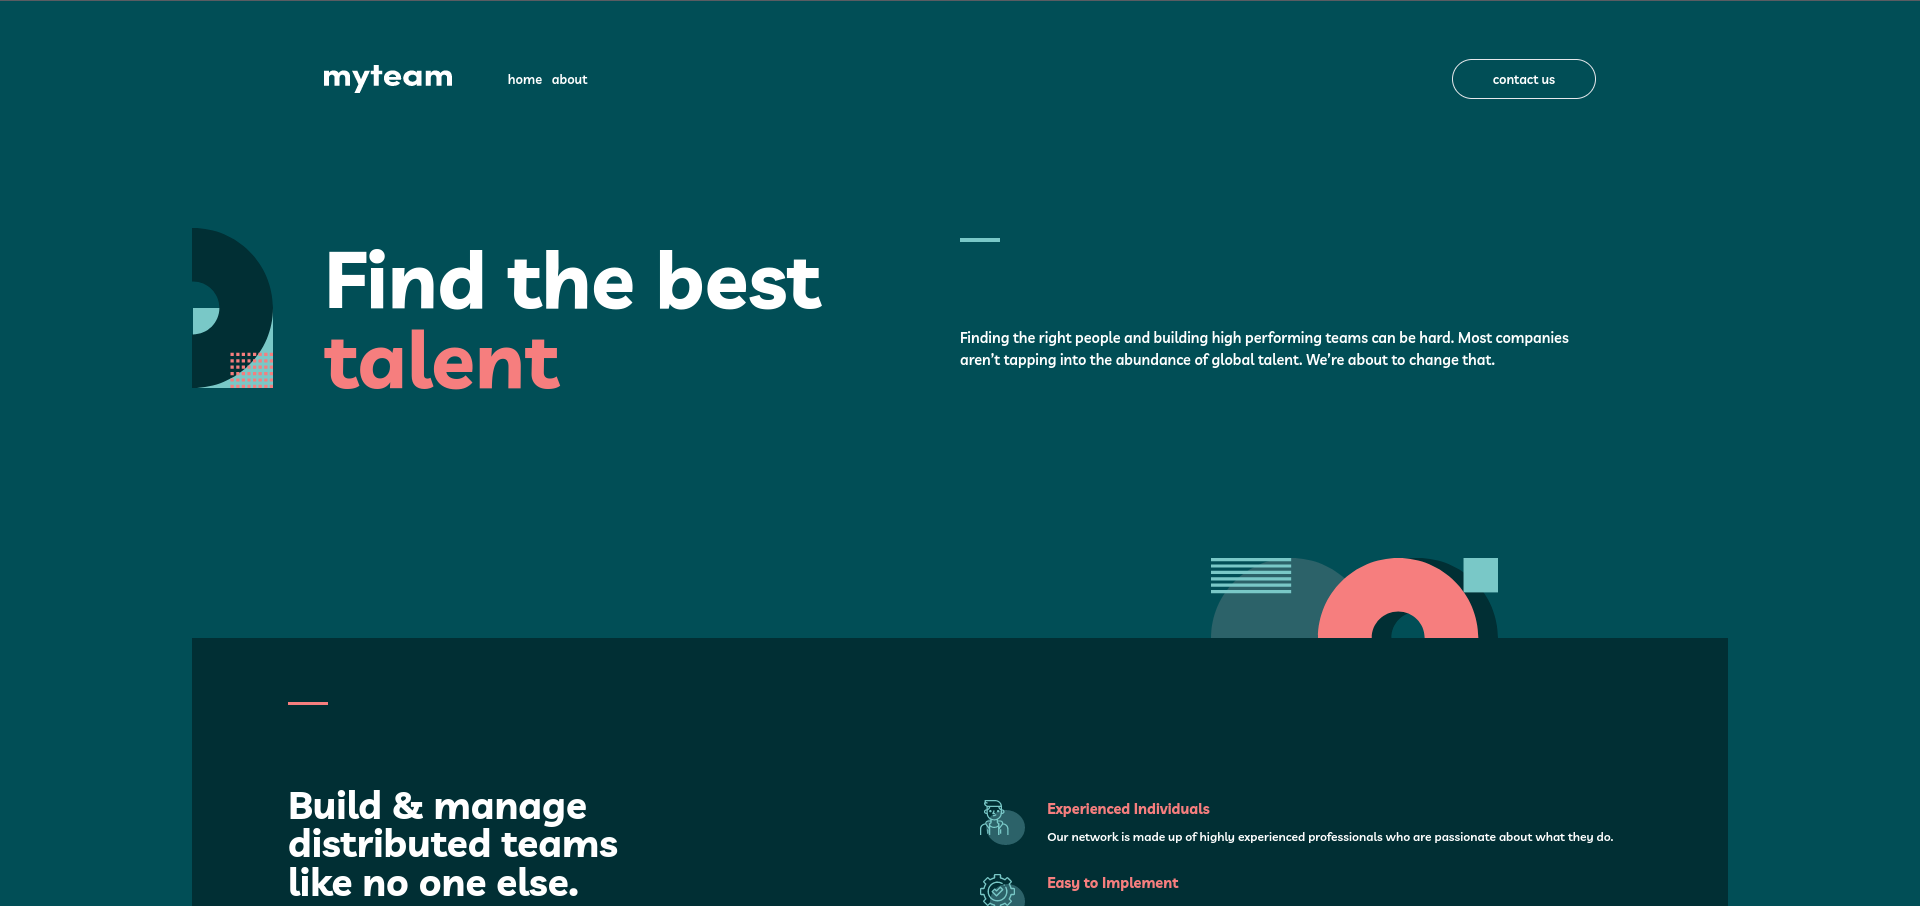 myteam
home about
contact us
Find the best
talent
Finding the right people and building high performing teams can be hard. Most companies
aren’t tapping into the abundance of global talent. We’re about to change that.
Build & manage
distributed teams
like no one else.
Experienced Individuals
Our network is made up of highly experienced professionals who are passionate about what they do.
Easy to Implement